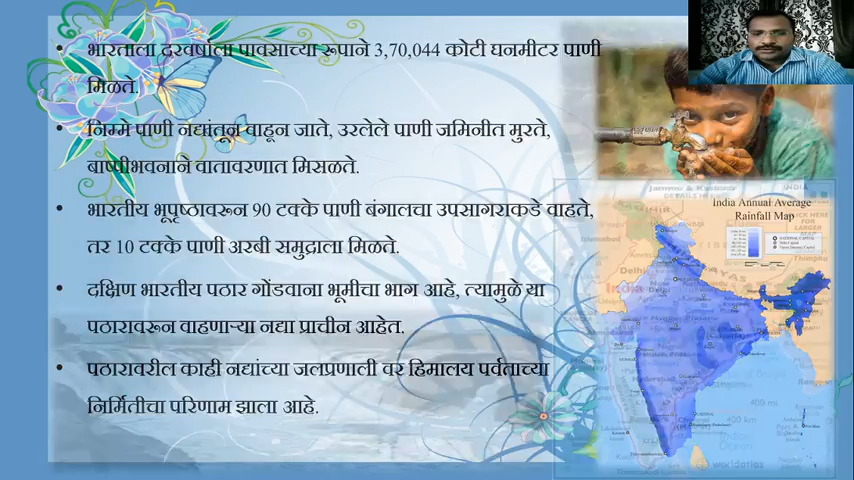 • भारताला दरवर्षाला पावसाच्या रूपाने 3,70,044 कोटी घनमीटर पाणी
मिळते.
• निम्मे पाणी नद्यांतून वाहून जाते, उरलेले पाणी जमिनीत मुरते,
बाष्पीभवनाने वातावरणात मिसळते.
• भारतीय भूपृष्ठावरून 90 टक्के पाणी बंगालचा उपसागराकडे वाहते,
तर 10 टक्के पाणी अरबी समुद्राला मिळते.
• दक्षिण भारतीय पठार गोंडवाना भूमीचा भाग आहे, त्यामुळे या
पठारावरून वाहणाऱ्या नद्या प्राचीन आहेत.
• पठारावरील काही नद्यांच्या जलप्रणाली वर हिमालय पर्वताच्या
निर्मितीचा परिणाम झाला आहे.
India Annual Average
Rainfall Map